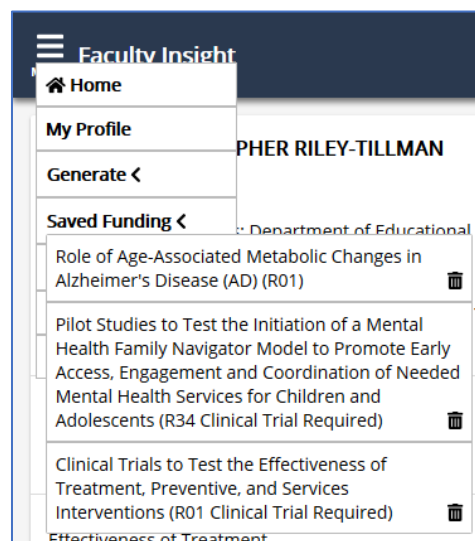 Faculty Insight
Home
My Profile
PHER RILEY-TILLMAN
Generate <
Saved Funding <
: Department of Educational
Role of Age-Associated Metabolic Changes in
Alzheimer's Disease (AD) (R01)
Pilot Studies to Test the Initiation of a Mental
Health Family Navigator Model to Promote Early
Access, Engagement and Coordination of Needed
Mental Health Services for Children and
Adolescents (R34 Clinical Trial Required)
Clinical Trials to Test the Effectiveness of
Treatment, Preventive, and Services
Interventions (R01 Clinical Trial Required)
Effectiveness of Treatment